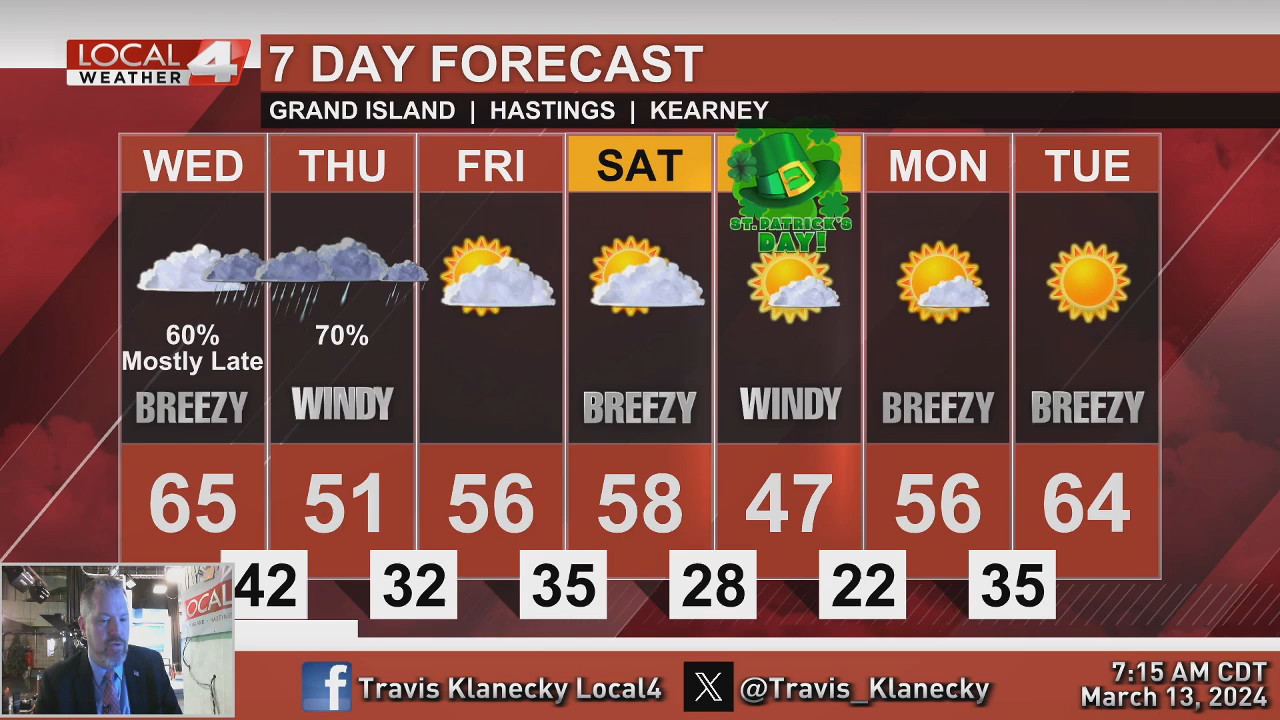 LOCAL 4
WEATHER
7 DAY FORECAST
GRAND ISLAND | HASTINGS | KEARNEY
WED THU FRI SAT MON TUE
ST. PATRICK'S
DAY!
60% 70%
Mostly Late
BREEZY WINDY BREEZY WINDY BREEZY BREEZY
65 51 56 58 47 56 64
42 32 35 28 22 35
LOCAL
f Travis Klanecky Local4 X @Travis_Klanecky
7:15 AM CDT
March 13, 2024